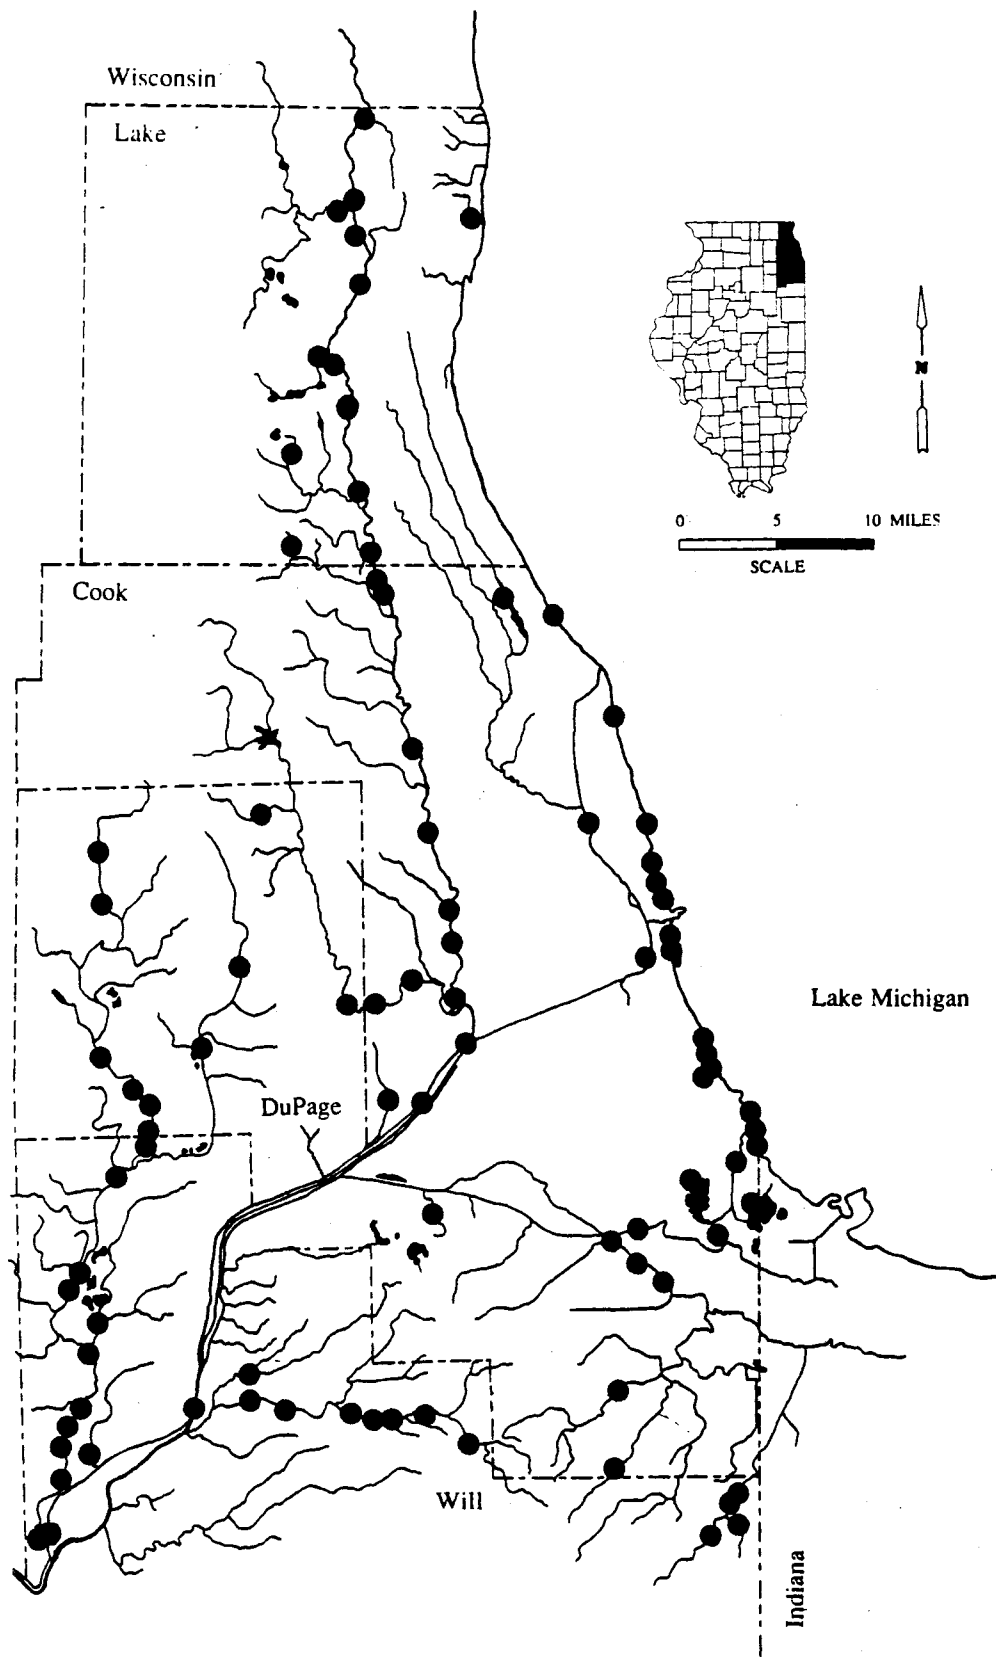 Wisconsin
Lake
N
0 5 10 MILES
SCALE
Cook
Lake Michigan
DuPage
Will
Indiana